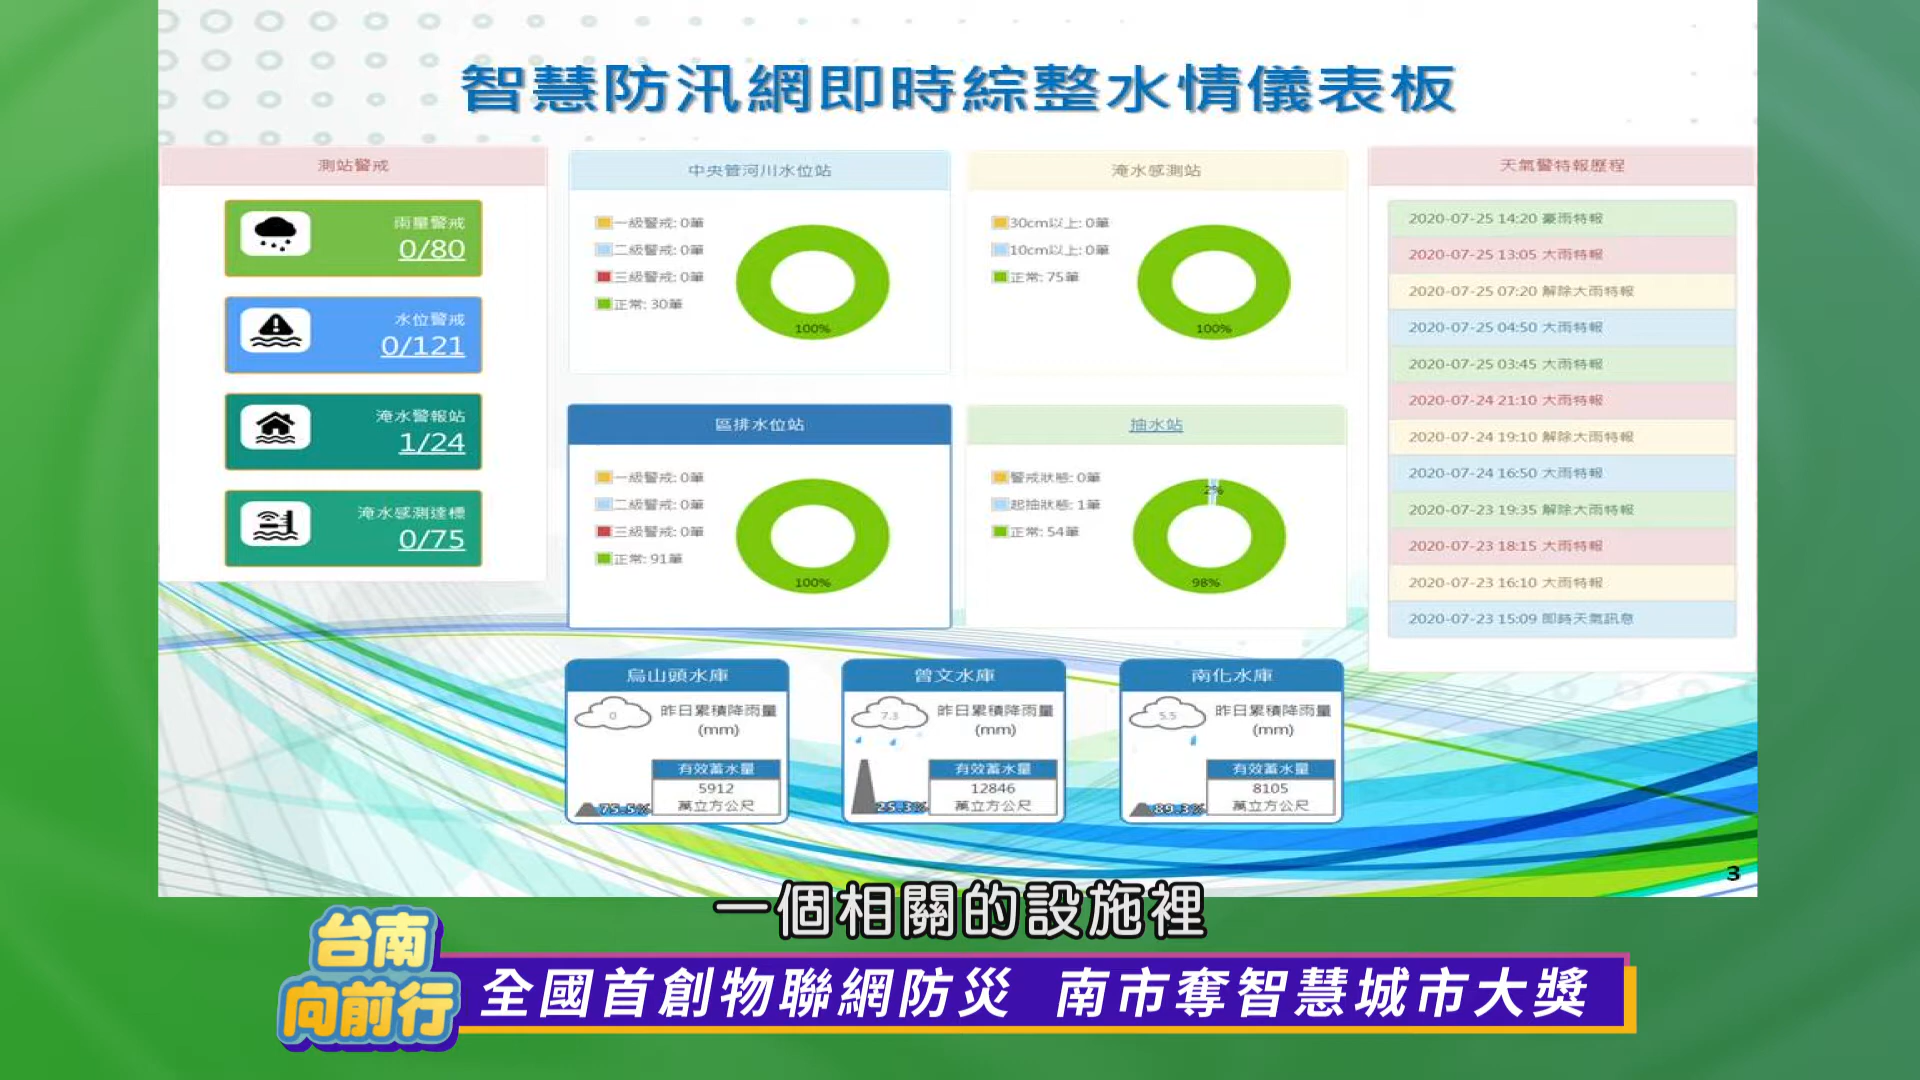 智慧防汛網即時綜整水情儀表板
測站警戒
雨量警戒
0/80
水位警戒
0/121
淹水警報站
1/24
淹水感測達標
0/75
中央管河川水位站
一級警戒: 0筆
二級警戒: 0筆
三級警戒: 0筆
正常: 30筆
100%
淹水感測站
30cm以上: 0筆
10cm以上: 0筆
正常: 75筆
100%
區排水位站
一級警戒: 0筆
二級警戒: 0筆
三級警戒: 0筆
正常: 91筆
100%
抽水站
警戒狀態: 0筆
起抽狀態: 1筆
正常: 54筆
2%
98%
天氣警特報歷程
2020-07-25 14:20 豪雨特報
2020-07-25 13:05 大雨特報
2020-07-25 07:20 解除大雨特報
2020-07-25 04:50 大雨特報
2020-07-25 03:45 大雨特報
2020-07-24 21:10 大雨特報
2020-07-24 19:10 解除大雨特報
2020-07-24 16:50 大雨特報
2020-07-23 19:35 解除大雨特報
2020-07-23 18:15 大雨特報
2020-07-23 16:10 大雨特報
2020-07-23 15:09 即時天氣訊息
烏山頭水庫
0
昨日累積降雨量
(mm)
有效蓄水量
5912
萬立方公尺
75.5%
曾文水庫
7.3
昨日累積降雨量
(mm)
有效蓄水量
12846
萬立方公尺
25.3%
南化水庫
5.5
昨日累積降雨量
(mm)
有效蓄水量
8105
萬立方公尺
89.3%
3
一個相關的設施裡
台南
向前行
全國首創物聯網防災 南市奪智慧城市大獎